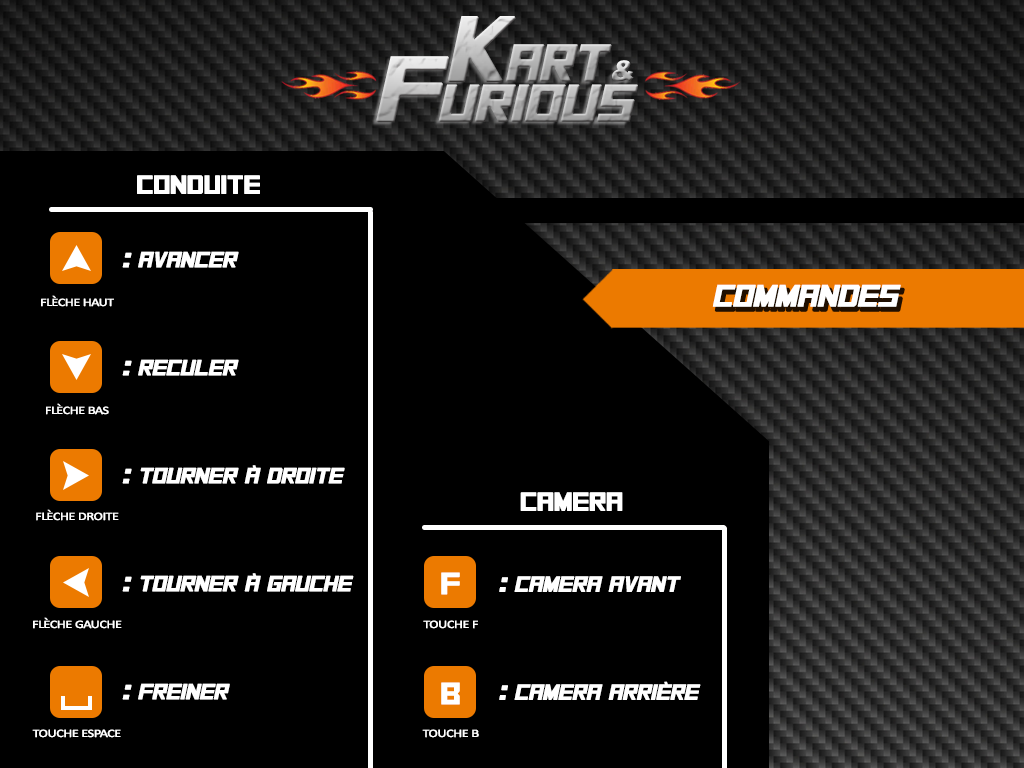 KART &
FURIOUS
COMMANDES
CONDUITE
: AVANCER
FLÈCHE HAUT
: RECULER
FLÈCHE BAS
: TOURNER À DROITE
FLÈCHE DROITE
: TOURNER À GAUCHE
FLÈCHE GAUCHE
: FREINER
TOUCHE ESPACE
CAMERA
F : CAMERA AVANT
TOUCHE F
B : CAMERA ARRIÈRE
TOUCHE B